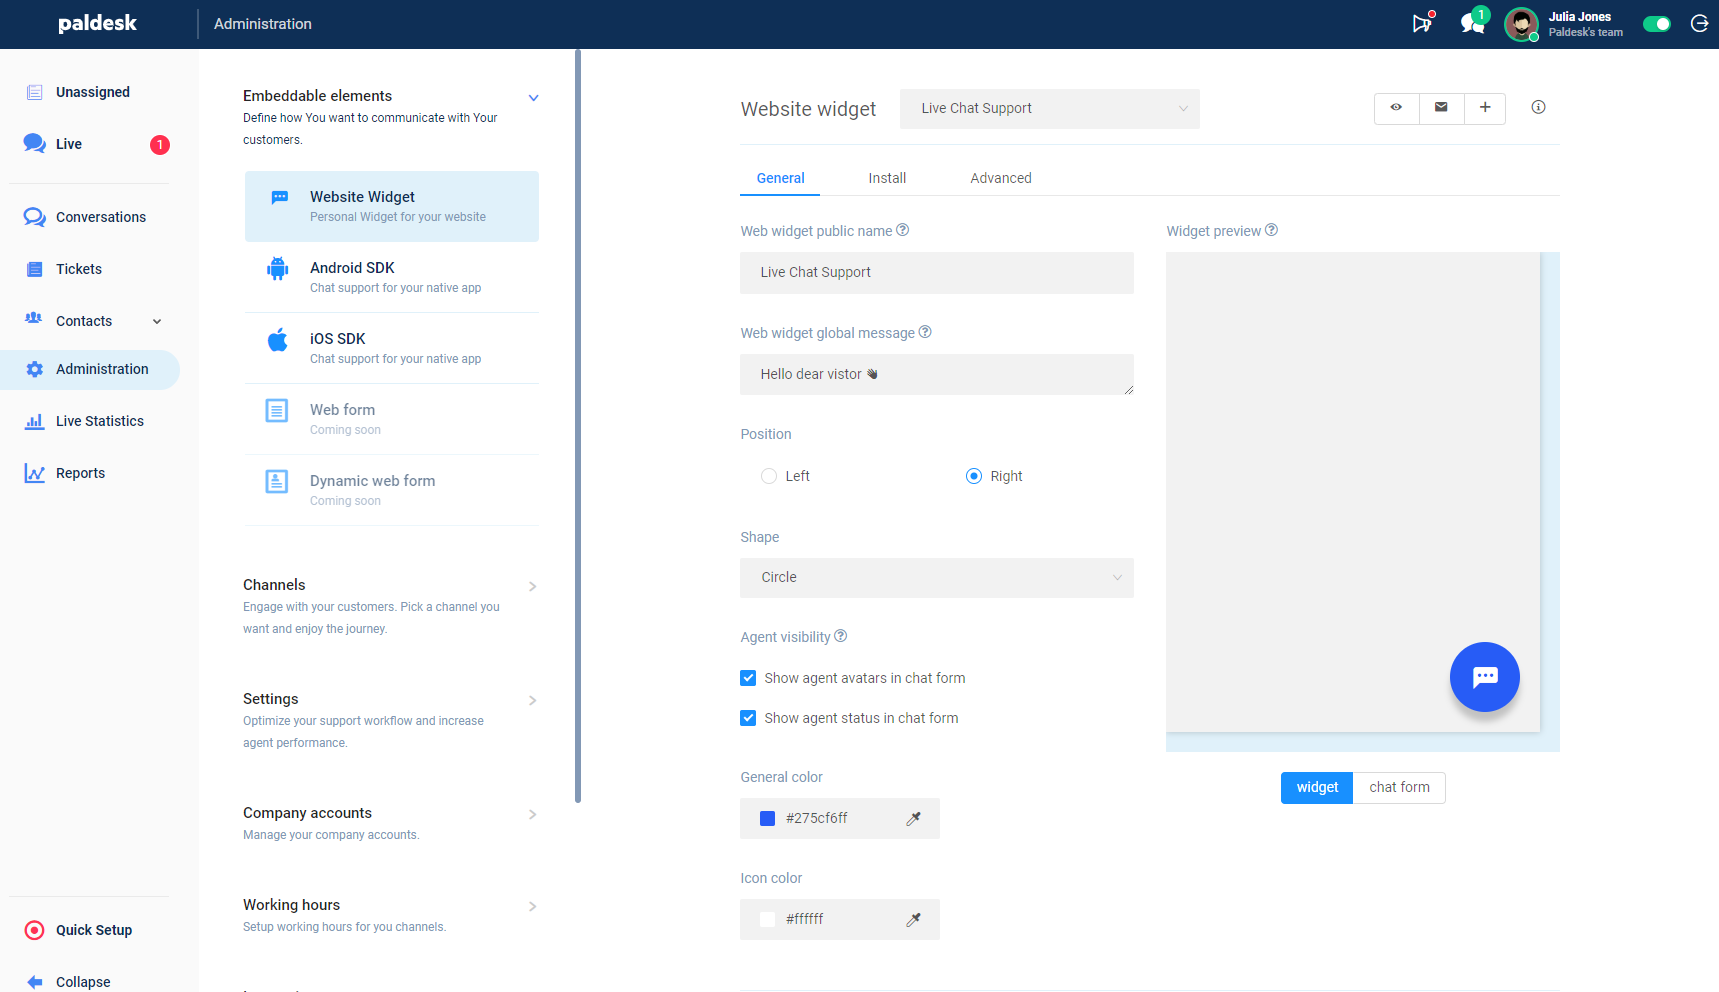 paldesk
Administration
1
Julia Jones
Paldesk's team
Unassigned
Live
1
Conversations
Tickets
Contacts
Administration
Live Statistics
Reports
Quick Setup
Collapse
Embeddable elements
Define how You want to communicate with Your
customers.
Website Widget
Personal Widget for your website
Android SDK
Chat support for your native app
iOS SDK
Chat support for your native app
Web form
Coming soon
Dynamic web form
Coming soon
Channels
Engage with your customers. Pick a channel you
want and enjoy the journey.
Settings
Optimize your support workflow and increase
agent performance.
Company accounts
Manage your company accounts.
Working hours
Setup working hours for you channels.
Website widget
Live Chat Support
General
Install
Advanced
Web widget public name
Live Chat Support
Web widget global message
Hello dear vistor 👋
Position
Left
Right
Shape
Circle
Agent visibility
Show agent avatars in chat form
Show agent status in chat form
General color
#275cf6ff
Icon color
#ffffff
Widget preview
widget
chat form